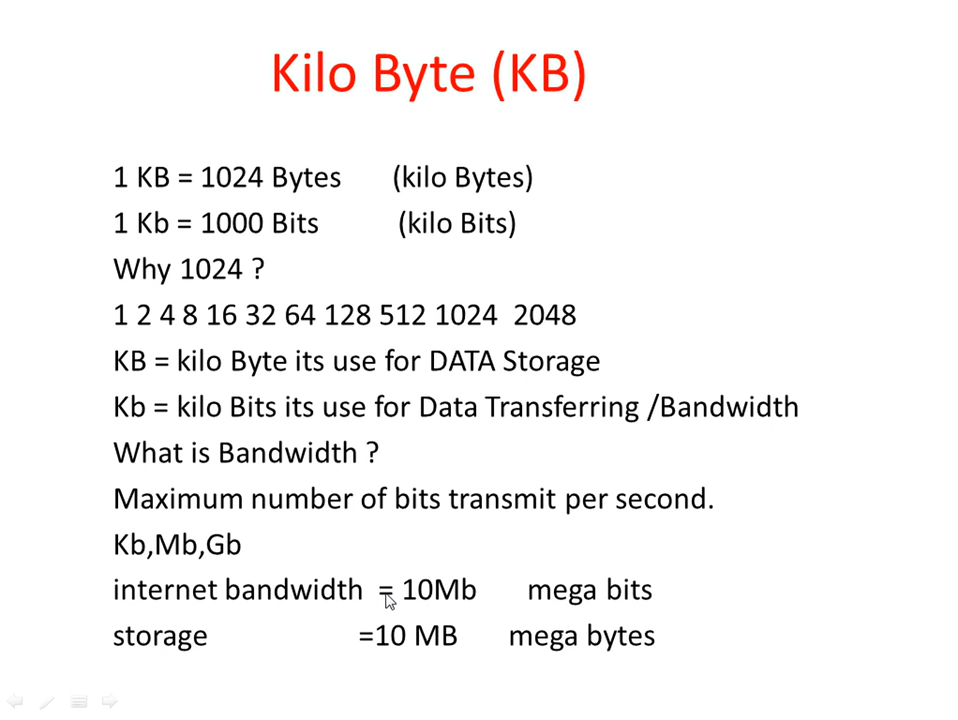 Kilo Byte (KB)
1 KB = 1024 Bytes (kilo Bytes)
1 Kb = 1000 Bits (kilo Bits)
Why 1024 ?
1 2 4 8 16 32 64 128 512 1024 2048
KB = kilo Byte its use for DATA Storage
Kb = kilo Bits its use for Data Transferring /Bandwidth
What is Bandwidth ?
Maximum number of bits transmit per second.
Kb,Mb,Gb
internet bandwidth = 10Mb mega bits
storage =10 MB mega bytes